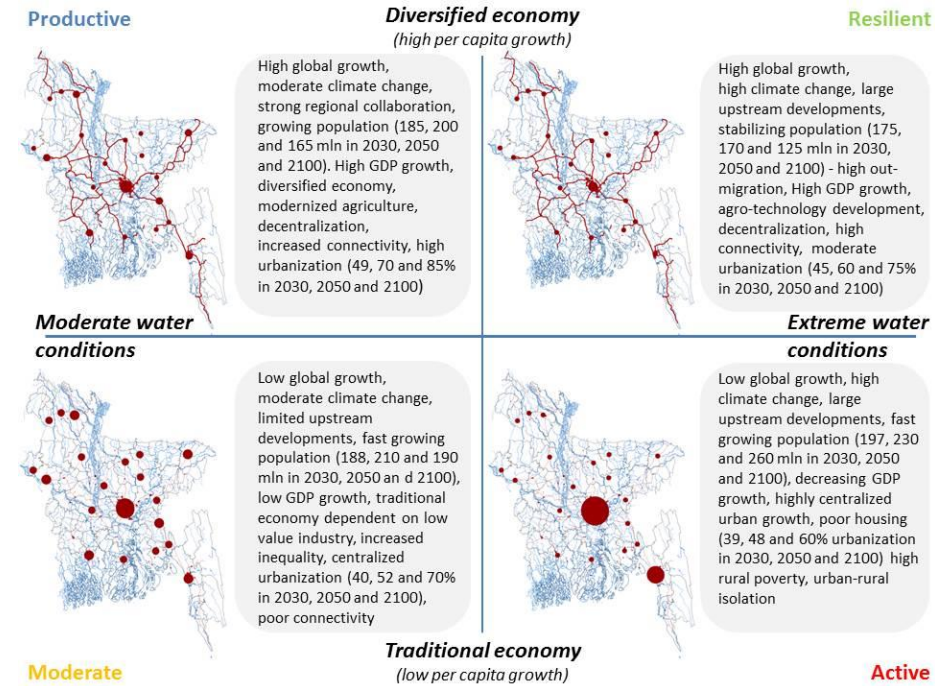 Productive
Diversified economy
(high per capita growth)
Resilient
High global growth,
moderate climate change,
strong regional collaboration,
growing population (185, 200
and 165 mln in 2030, 2050
and 2100). High GDP growth,
diversified economy,
modernized agriculture,
decentralization,
increased connectivity, high
urbanization (49, 70 and 85%
in 2030, 2050 and 2100)
High global growth,
high climate change, large
upstream developments,
stabilizing population (175,
170 and 125 mln in 2030,
2050 and 2100) - high out-
migration, High GDP growth,
agro-technology development,
decentralization, high
connectivity, moderate
urbanization (45, 60 and 75%
in 2030, 2050 and 2100)
Moderate water
conditions
Extreme water
conditions
Low global growth,
moderate climate change,
limited upstream
developments, fast growing
population (188, 210 and 190
mln in 2030, 2050 an d 2100),
low GDP growth, traditional
economy dependent on low
value industry, increased
inequality, centralized
urbanization (40, 52 and 70%
in 2030, 2050 and 2100),
poor connectivity
Low global growth, high
climate change, large
upstream developments, fast
growing population (197, 230
and 260 mln in 2030, 2050
and 2100), decreasing GDP
growth, highly centralized
urban growth, poor housing
(39, 48 and 60% urbanization
in 2030, 2050 and 2100) high
rural poverty, urban-rural
isolation
Moderate
Traditional economy
(low per capita growth)
Active